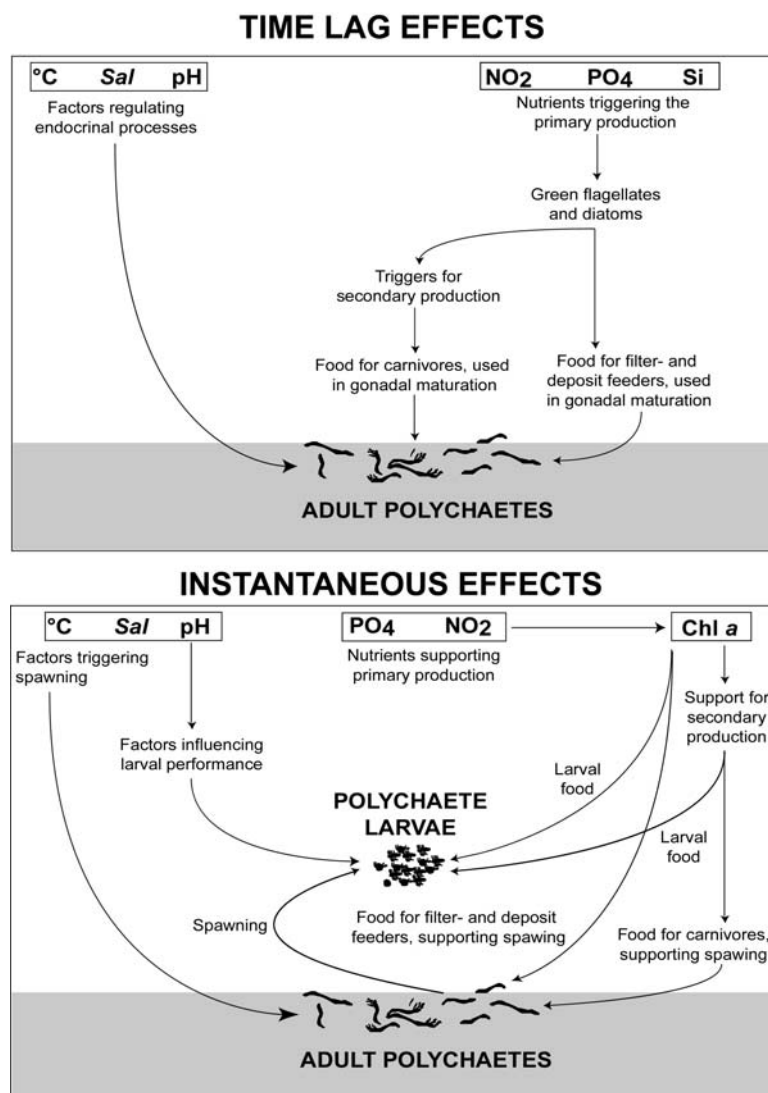 TIME LAG EFFECTS
°C Sal pH
Factors regulating
endocrinal processes
NO2 PO4 Si
Nutrients triggering the
primary production
Green flagellates
and diatoms
Triggers for
secondary production
Food for carnivores, used
in gonadal maturation
Food for filter- and
deposit feeders, used
in gonadal maturation
ADULT POLYCHAETES
INSTANTANEOUS EFFECTS
°C Sal pH
Factors triggering
spawning
PO4 NO2
Nutrients supporting
primary production
Chl a
Support for
secondary
production
Factors influencing
larval performance
Larval
food
POLYCHAETE
LARVAE
Larval
food
Spawning
Food for filter- and deposit
feeders, supporting spawing
Food for carnivores,
supporting spawing
ADULT POLYCHAETES